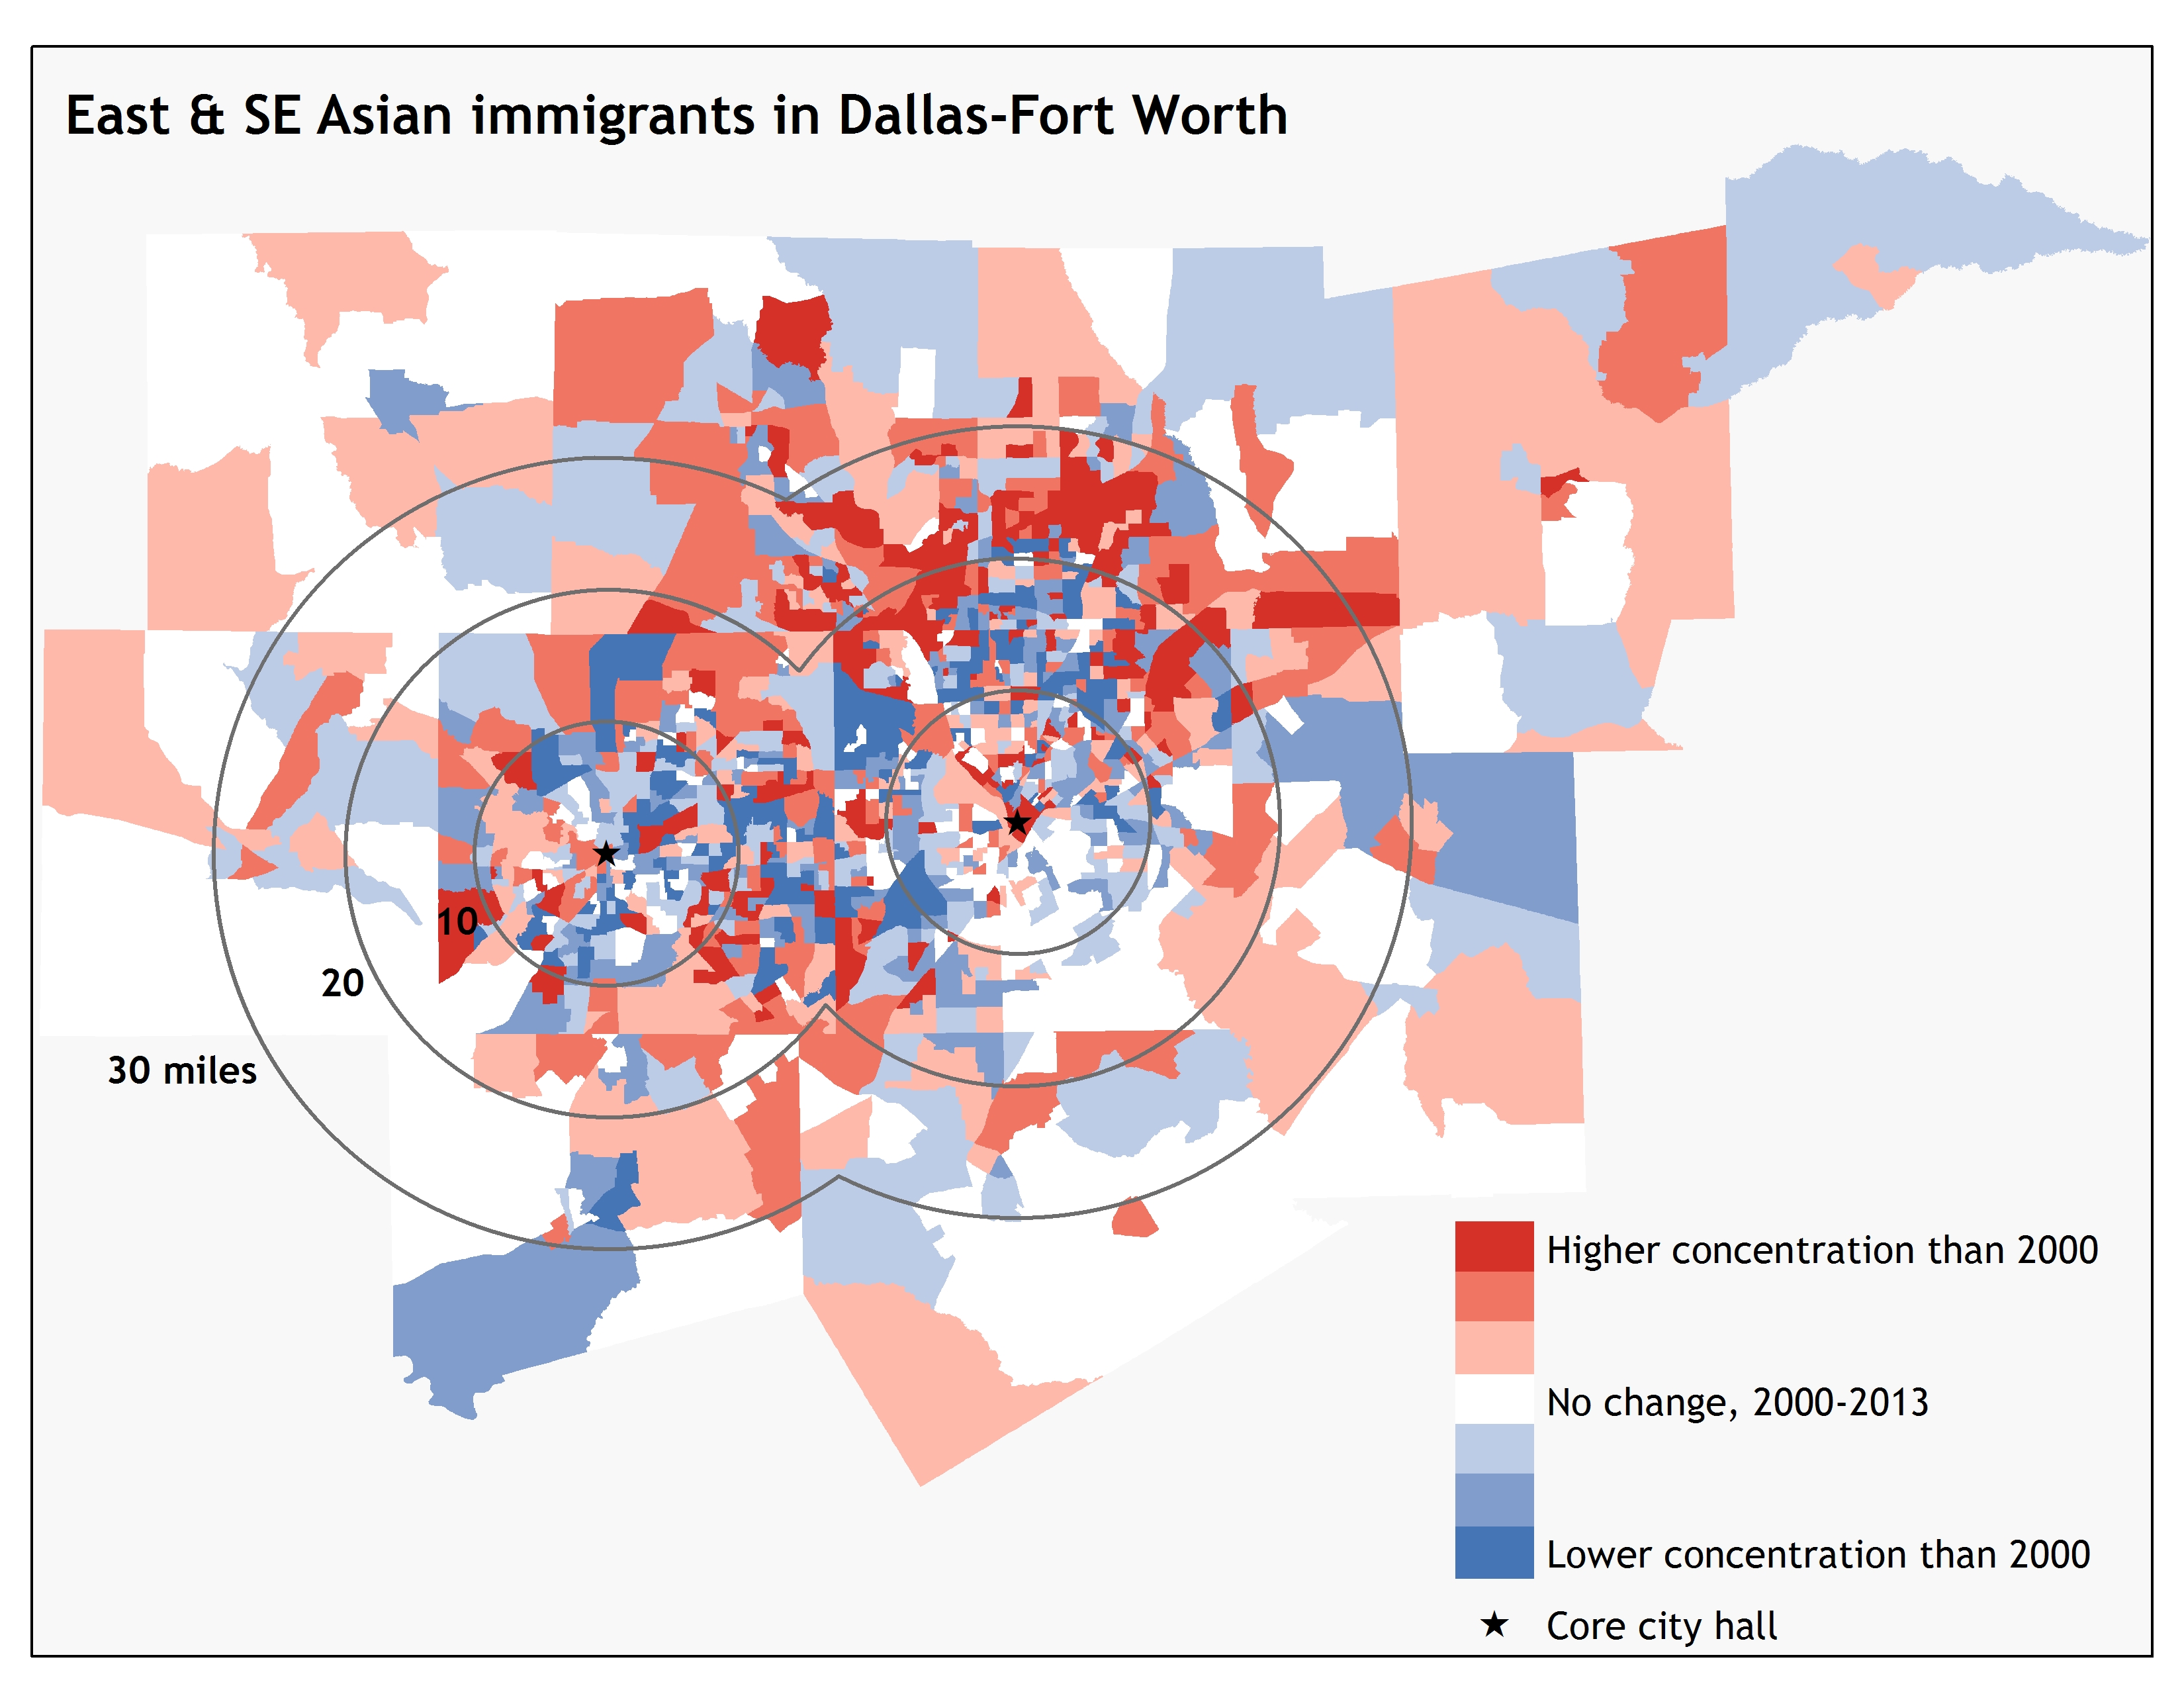 East & SE Asian immigrants in Dallas-Fort Worth
10
20
30 miles
Higher concentration than 2000
No change, 2000-2013
Lower concentration than 2000
Core city hall